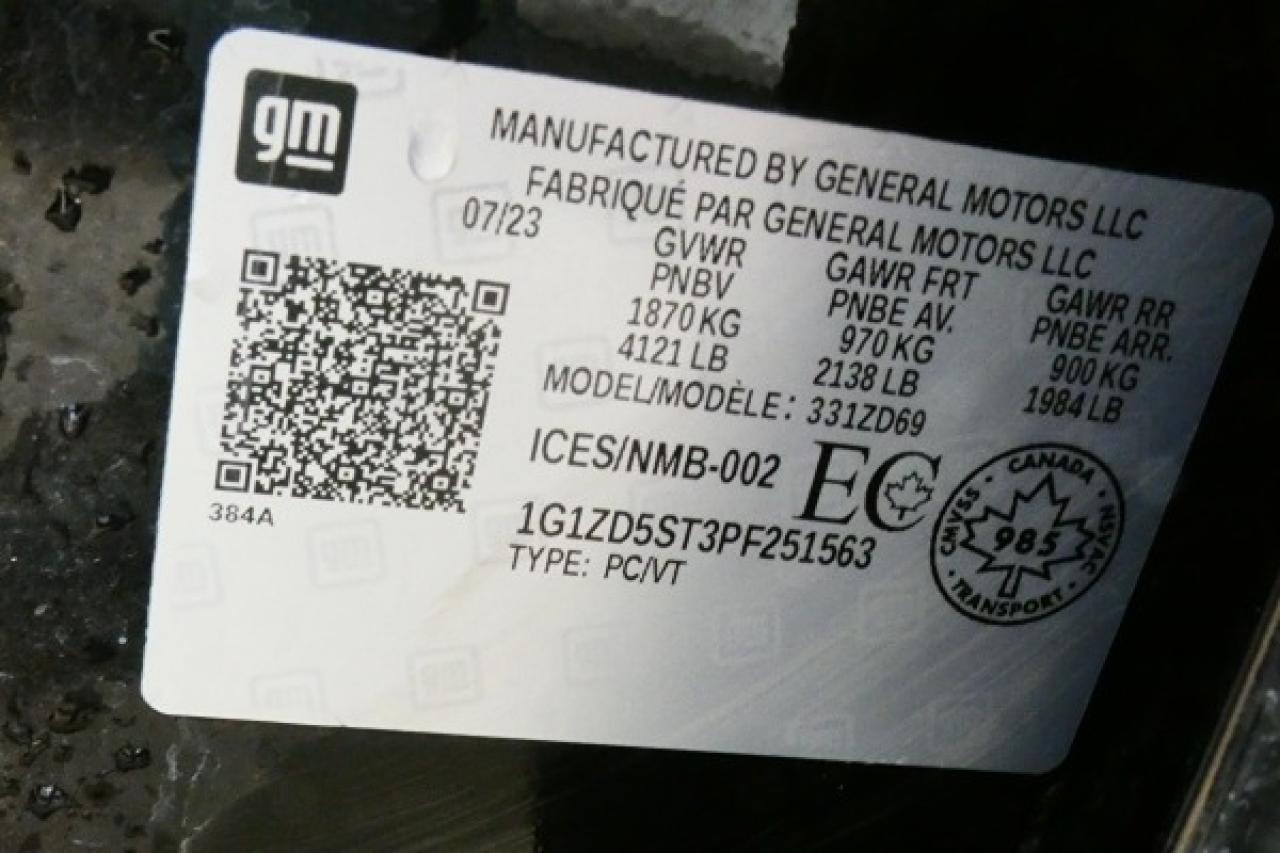 gm
MANUFACTURED BY GENERAL MOTORS LLC
FABRIQUÉ PAR GENERAL MOTORS LLC
07/23
GVWR GAWR FRT GAWR RR
PNBV PNBE AV. PNBE ARR.
1870 KG 970 KG 900 KG
4121 LB 2138 LB 1984 LB
MODEL/MODÈLE: 331ZD69
ICES/NMB-002 EC
384A
1G1ZD5ST3PF251563
TYPE: PC/VT
CANADA
CMVSS · NSVAC
985
TRANSPORT